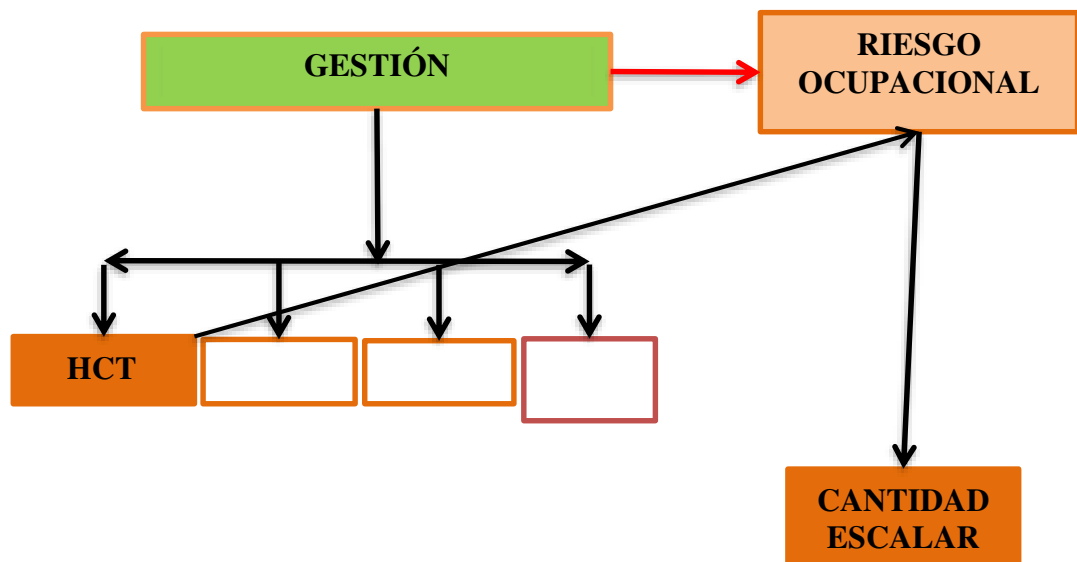 GESTIÓN
RIESGO
OCUPACIONAL
HCT
CANTIDAD
ESCALAR